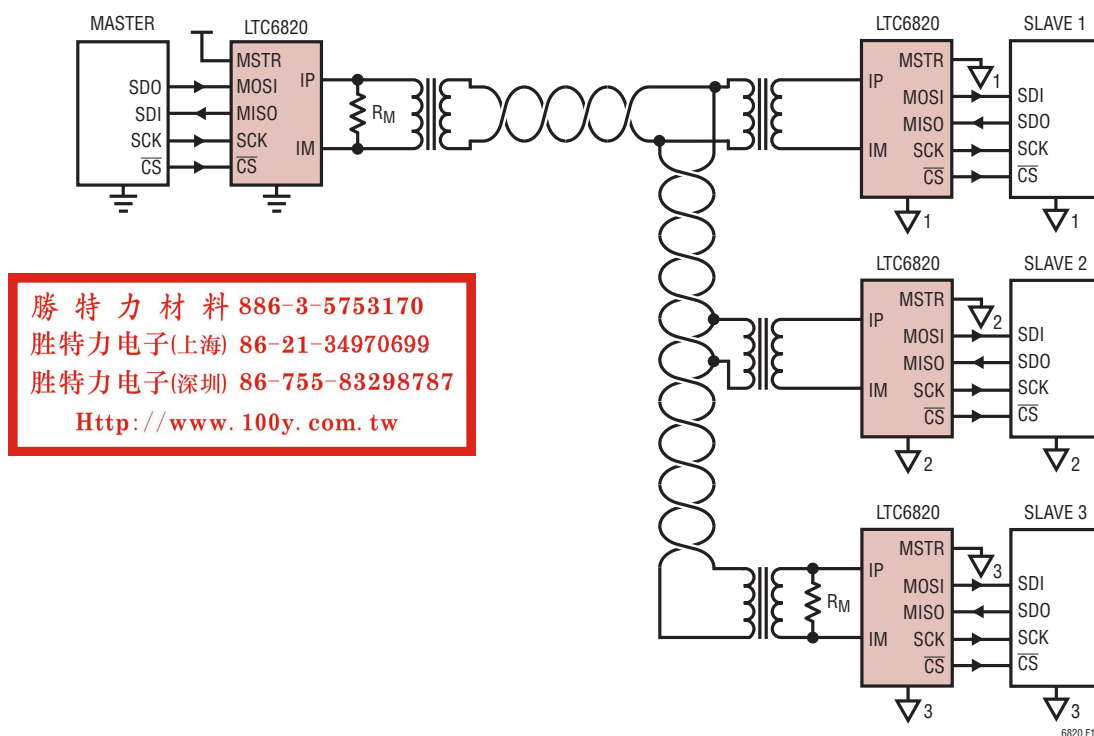 MASTER
LTC6820
MSTR
SDO
MOSI
IP
SDI
MISO
RM
SCK
SCK
CS
CS
IM
LTC6820
SLAVE 1
MSTR
1
IP
MOSI
SDI
MISO
SDO
IM
SCK
SCK
CS
CS
1
1
LTC6820
SLAVE 2
MSTR
2
IP
MOSI
SDI
MISO
SDO
IM
SCK
SCK
CS
CS
2
2
勝特力材料 886-3-5753170
胜特力电子(上海) 86-21-34970699
胜特力电子(深圳) 86-755-83298787
Http://www.100y.com.tw
LTC6820
SLAVE 3
MSTR
3
IP
MOSI
SDI
RM
MISO
SDO
IM
SCK
SCK
CS
CS
3
3